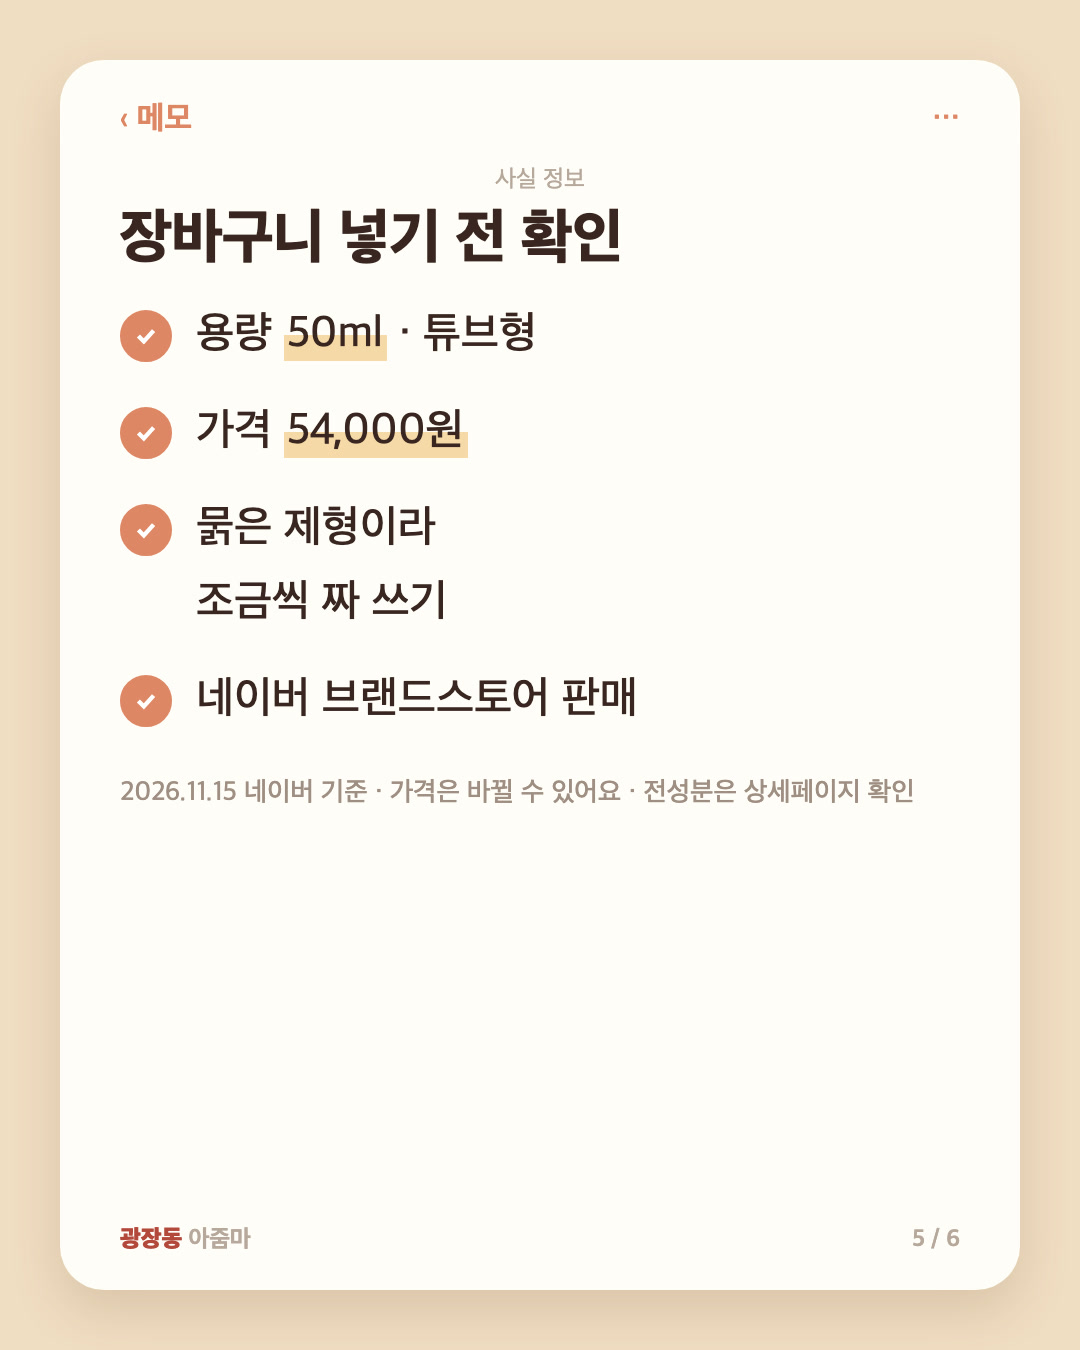 ‹ 메모
···
사실 정보
장바구니 넣기 전 확인
용량 50ml · 튜브형
가격 54,000원
묽은 제형이라
조금씩 짜 쓰기
네이버 브랜드스토어 판매
2026.11.15 네이버 기준 · 가격은 바뀔 수 있어요 · 전성분은 상세페이지 확인
광장동 아줌마
5 / 6